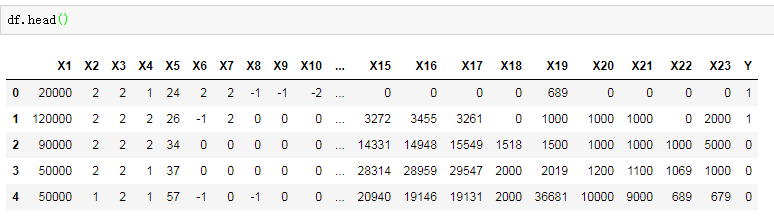 df.head()
X1 X2 X3 X4 X5 X6 X7 X8 X9 X10 ... X15 X16 X17 X18 X19 X20 X21 X22 X23 Y
0 20000 2 2 1 24 2 2 -1 -1 -2 ... 0 0 0 0 689 0 0 0 0 1
1 120000 2 2 2 26 -1 2 0 0 0 ... 3272 3455 3261 0 1000 1000 1000 0 2000 1
2 90000 2 2 2 34 0 0 0 0 0 ... 14331 14948 15549 1518 1500 1000 1000 1000 5000 0
3 50000 2 2 1 37 0 0 0 0 0 ... 28314 28959 29547 2000 2019 1200 1100 1069 1000 0
4 50000 1 2 1 57 -1 0 -1 0 0 ... 20940 19146 19131 2000 36681 10000 9000 689 679 0